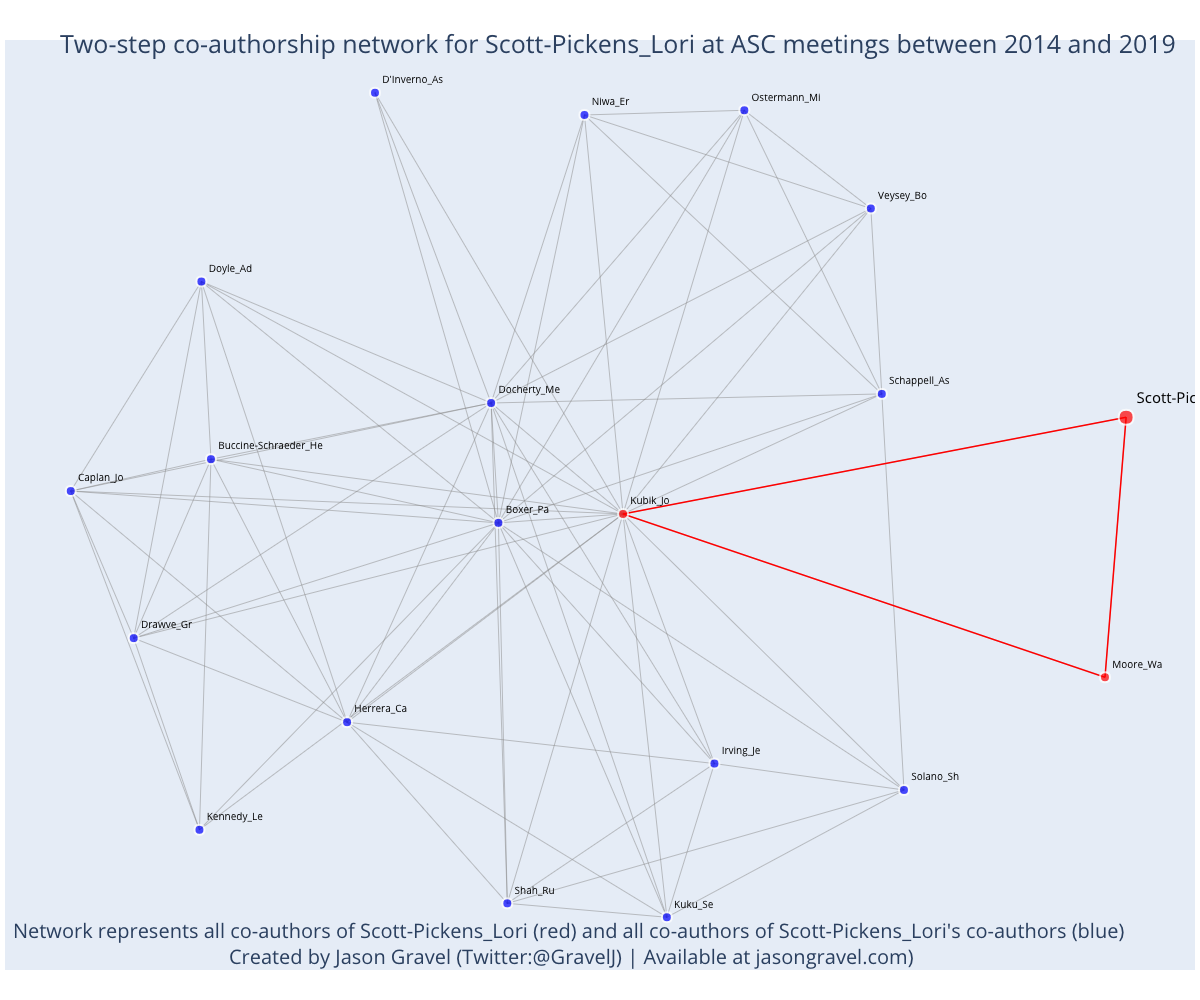 Two-step co-authorship network for Scott-Pickens_Lori at ASC meetings between 2014 and 2019
D'Inverno_As
Niwa_Er
Ostermann_Mi
Veysey_Bo
Doyle_Ad
Docherty_Me
Schappell_As
Scott-Pic
Buccine-Schraeder_He
Caplan_Jo
Kubik_Jo
Boxer_Pa
Drawve_Gr
Moore_Wa
Herrera_Ca
Irving_Je
Solano_Sh
Kennedy_Le
Shah_Ru
Kuku_Se
Network represents all co-authors of Scott-Pickens_Lori (red) and all co-authors of Scott-Pickens_Lori's co-authors (blue)
Created by Jason Gravel (Twitter:@GravelJ) | Available at jasongravel.com)